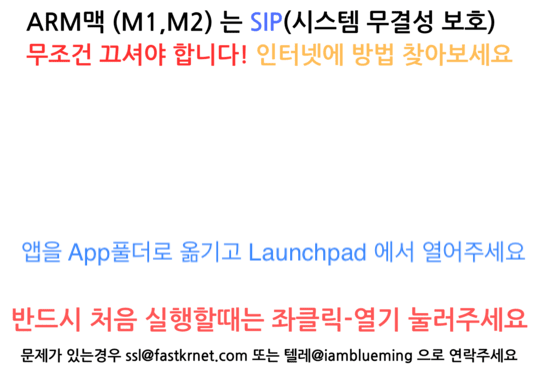 ARM맥 (M1,M2) 는 SIP(시스템 무결성 보호)
무조건 끄셔야 합니다! 인터넷에 방법 찾아보세요
앱을 App풀더로 옮기고 Launchpad 에서 열어주세요
반드시 처음 실행할때는 좌클릭-열기 눌러주세요
문제가 있는경우 ssl@fastkrnet.com 또는 텔레@iamblueming 으로 연락주세요